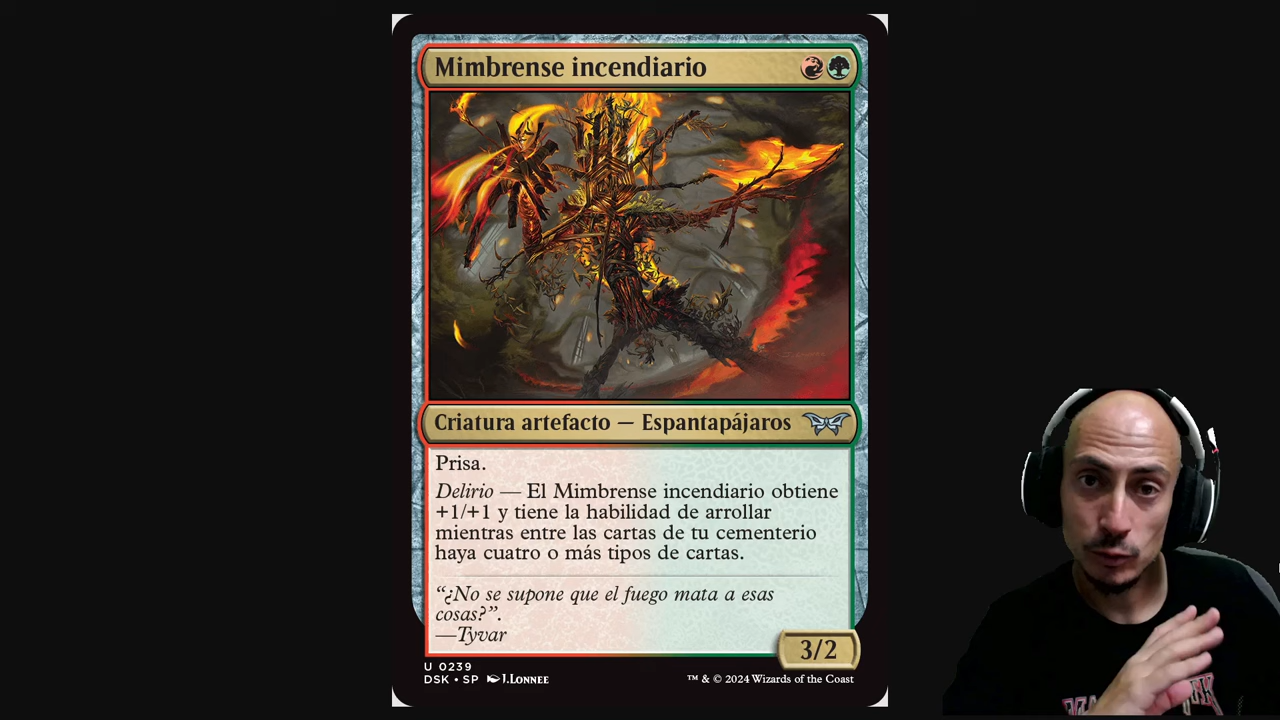 Mimbrense incendiario
Criatura artefacto — Espantapájaros
Prisa.
Delirio — El Mimbrense incendiario obtiene
+1/+1 y tiene la habilidad de arrollar
mientras entre las cartas de tu cementerio
haya cuatro o más tipos de cartas.
“¿No se supone que el fuego mata a esas
cosas?”.
—Tyvar
3/2
U 0239
DSK • SP J.Lonnee
™ & © 2024 Wizards of the Coast